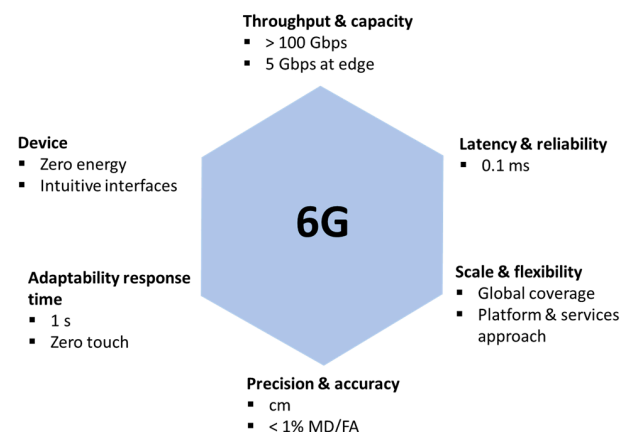 Throughput & capacity
▪ > 100 Gbps
▪ 5 Gbps at edge
Device
▪ Zero energy
▪ Intuitive interfaces
Latency & reliability
▪ 0.1 ms
6G
Adaptability response
time
▪ 1 s
▪ Zero touch
Scale & flexibility
▪ Global coverage
▪ Platform & services
approach
Precision & accuracy
▪ cm
▪ < 1% MD/FA